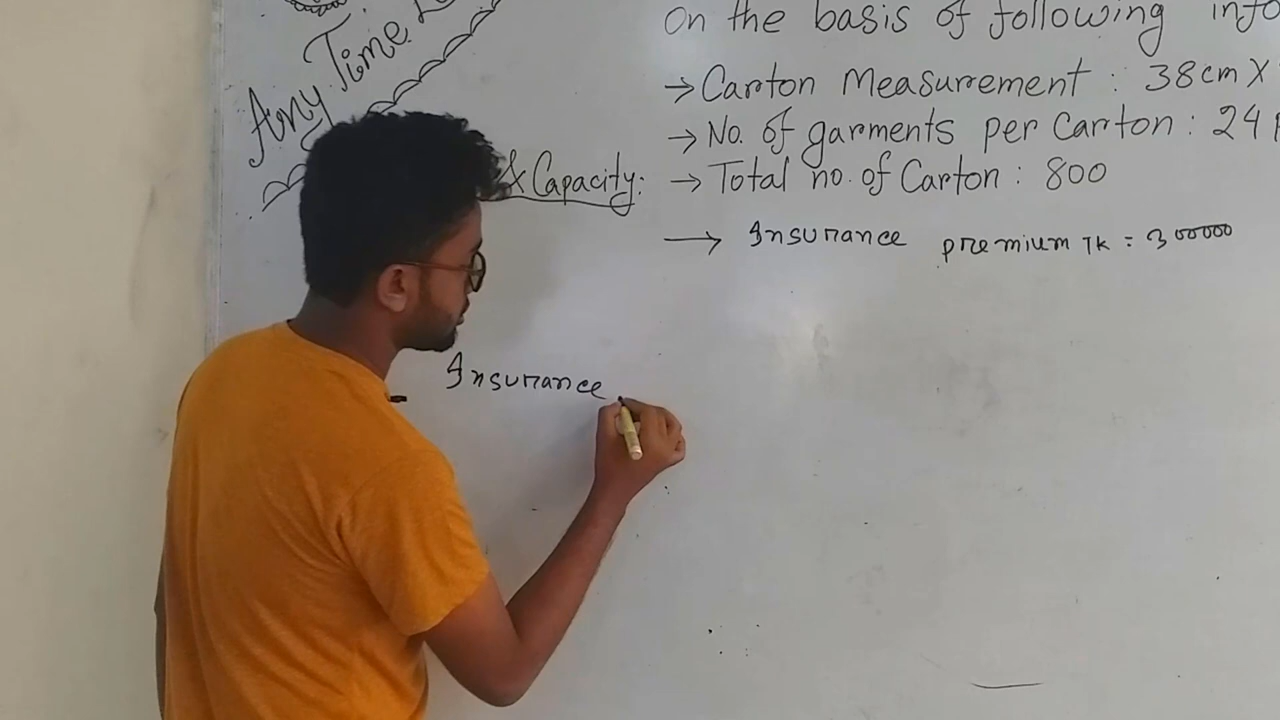 Any Time
On the basis of following info
→ Carton Measurement : 38cm X
→ No. of garments per Carton : 24
& Capacity:
→ Total no. of Carton : 800
→ Insurance premium TK = 300000
Insurance